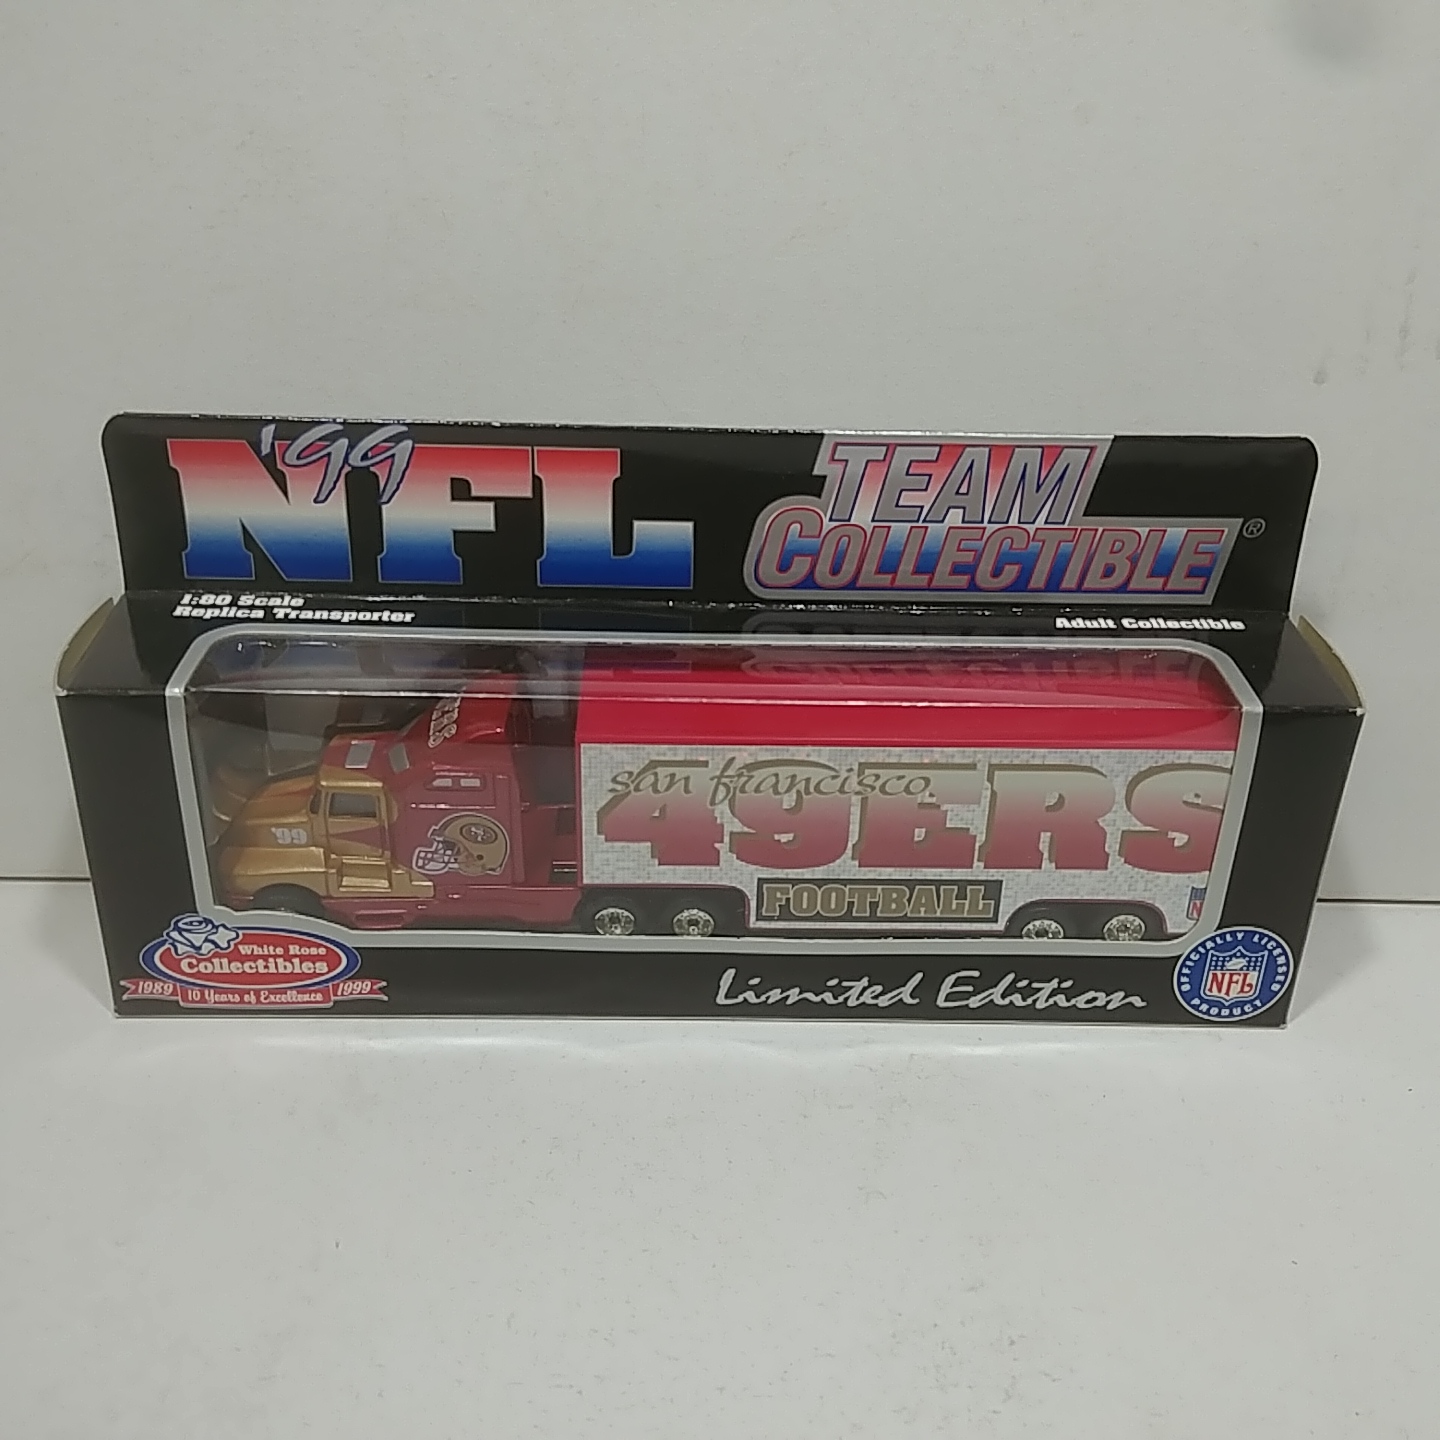 '99
NFL
TEAM
COLLECTIBLE®
1:80 Scale
Replica Transporter
Adult Collectible
49ERS
san francisco
'99
FOOTBALL
White Rose
Collectibles
1989 10 Years of Excellence 1999
Limited Edition
OFFICIALLY LICENSED
NFL
PRODUCT